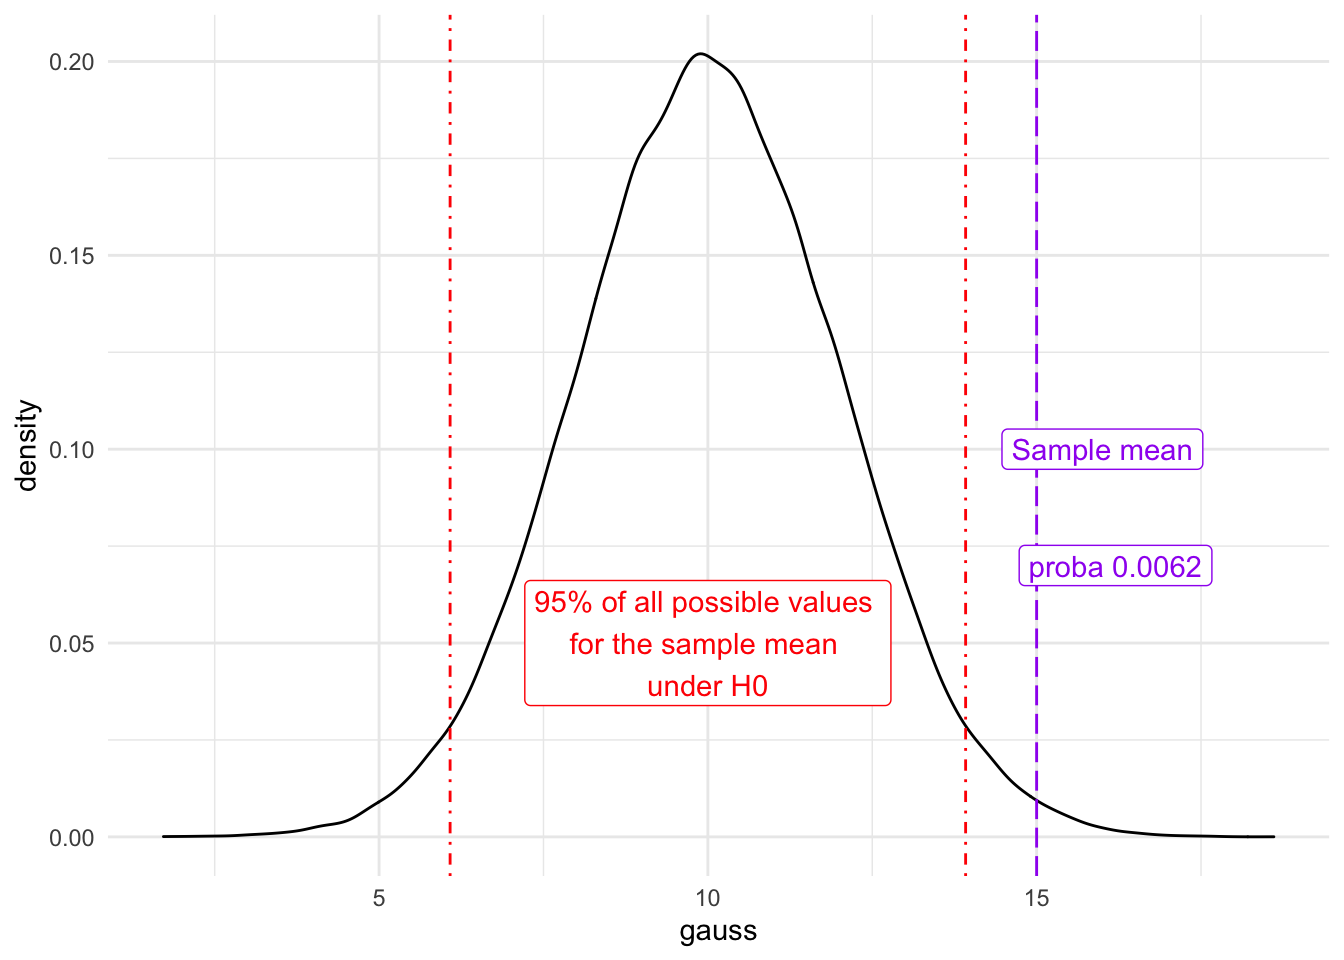 0.20
0.15
0.10
0.05
0.00
density
Sample mean
proba 0.0062
95% of all possible values
for the sample mean
under H0
5
10
15
gauss